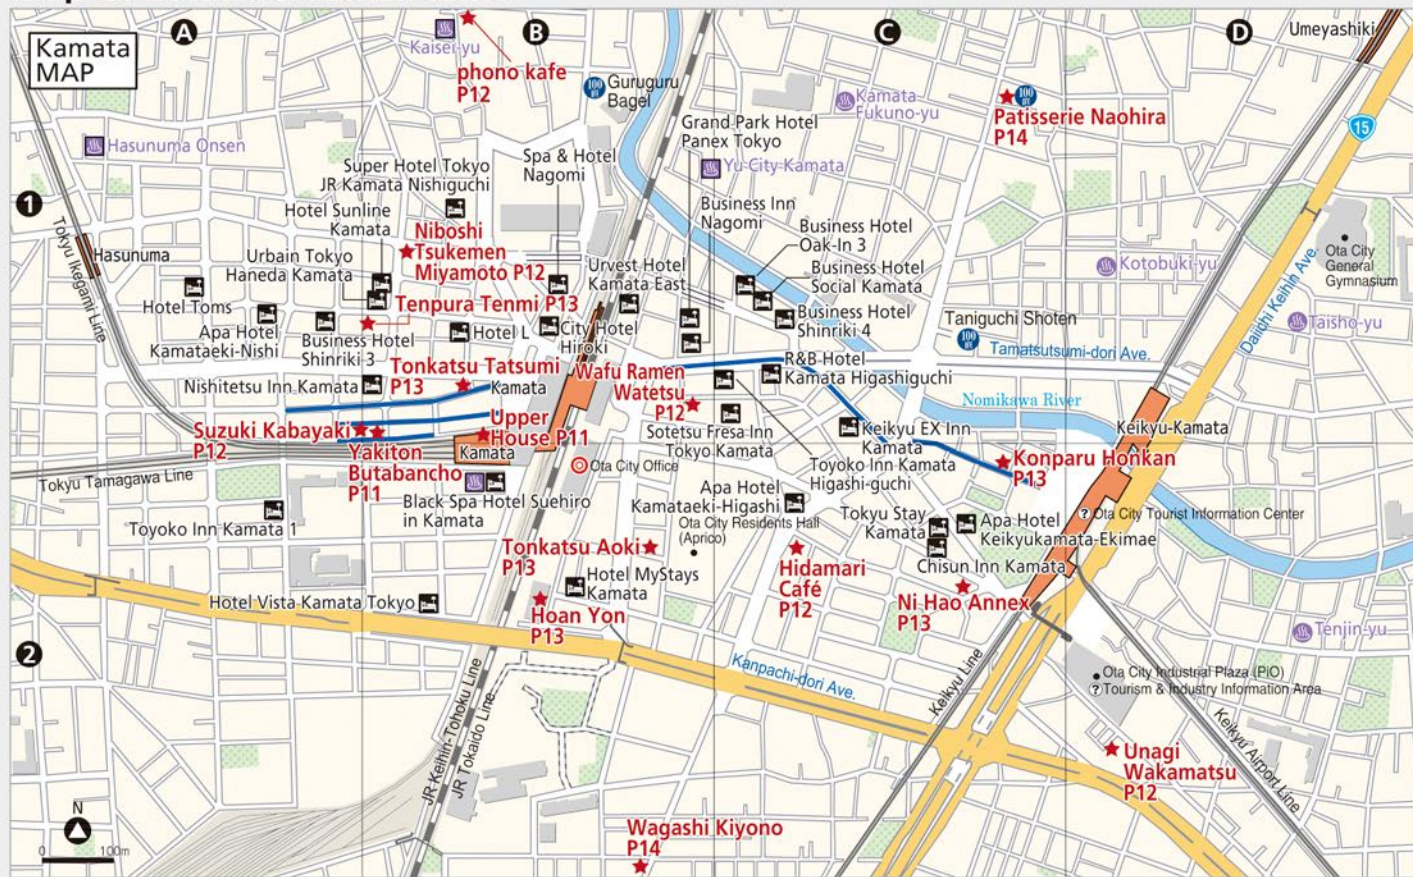 Kamata
MAP
A
B
C
D
1
2
Kaisei-yu
phono kafe
P12
100
Guruguru
Bagel
Umeyashiki
15
Kamata
Fukuno-yu
100
Patisserie Naohira
P14
Hasunuma Onsen
Grand Park Hotel
Panex Tokyo
Yu City Kamata
Super Hotel Tokyo
JR Kamata Nishiguchi
Spa & Hotel
Nagomi
Hotel Sunline
Kamata
Business Inn
Nagomi
Business Hotel
Oak-In 3
Niboshi
Tsukemen
Miyamoto P12
Tokyu Ikegami Line
Hasunuma
Urbain Tokyo
Haneda Kamata
Urvest Hotel
Kamata East
Business Hotel
Social Kamata
Kotobuki-yu
Ota City
General
Gymnasium
Daiichi Keihin Ave.
Hotel Toms
Tenpura Tenmi P13
Business Hotel
Shinriki 4
Taniguchi Shoten
100
Taisho-yu
Apa Hotel
Kamataeki-Nishi
Business Hotel
Shinriki 3
Hotel L
City Hotel
Hiroki
Tamatsutsumi-dori Ave.
Tonkatsu Tatsumi
P13
Kamata
Nishitetsu Inn Kamata
Wafu Ramen
Watetsu
P12
R&B Hotel
Kamata Higashiguchi
Nomikawa River
Suzuki Kabayaki
P12
Upper
House P11
Kamata
Sotetsu Fresa Inn
Tokyo Kamata
Keikyu EX Inn
Kamata
Keikyu-Kamata
Yakiton
Butabancho
P11
Ota City Office
Toyoko Inn Kamata
Higashi-guchi
Konparu Honkan
P13
Tokyu Tamagawa Line
Black Spa Hotel Suehiro
in Kamata
Apa Hotel
Kamataeki-Higashi
Ota City Residents Hall
(Aprico)
Tokyu Stay
Kamata
Apa Hotel
Keikyukamata-Ekimae
? Ota City Tourist Information Center
Toyoko Inn Kamata 1
Tonkatsu Aoki
P13
Hidamari
Café
P12
Chisun Inn Kamata
Hotel MyStays
Kamata
Hotel Vista Kamata Tokyo
Hoan Yon
P13
Ni Hao Annex
P13
Tenjin-yu
Kanpachi-dori Ave.
JR Keihin-Tohoku Line
JR Tokaido Line
Keikyu Line
Ota City Industrial Plaza (PiO)
? Tourism & Industry Information Area
Keikyu Airport Line
Unagi
Wakamatsu
P12
Wagashi Kiyono
P14
N
0 100m